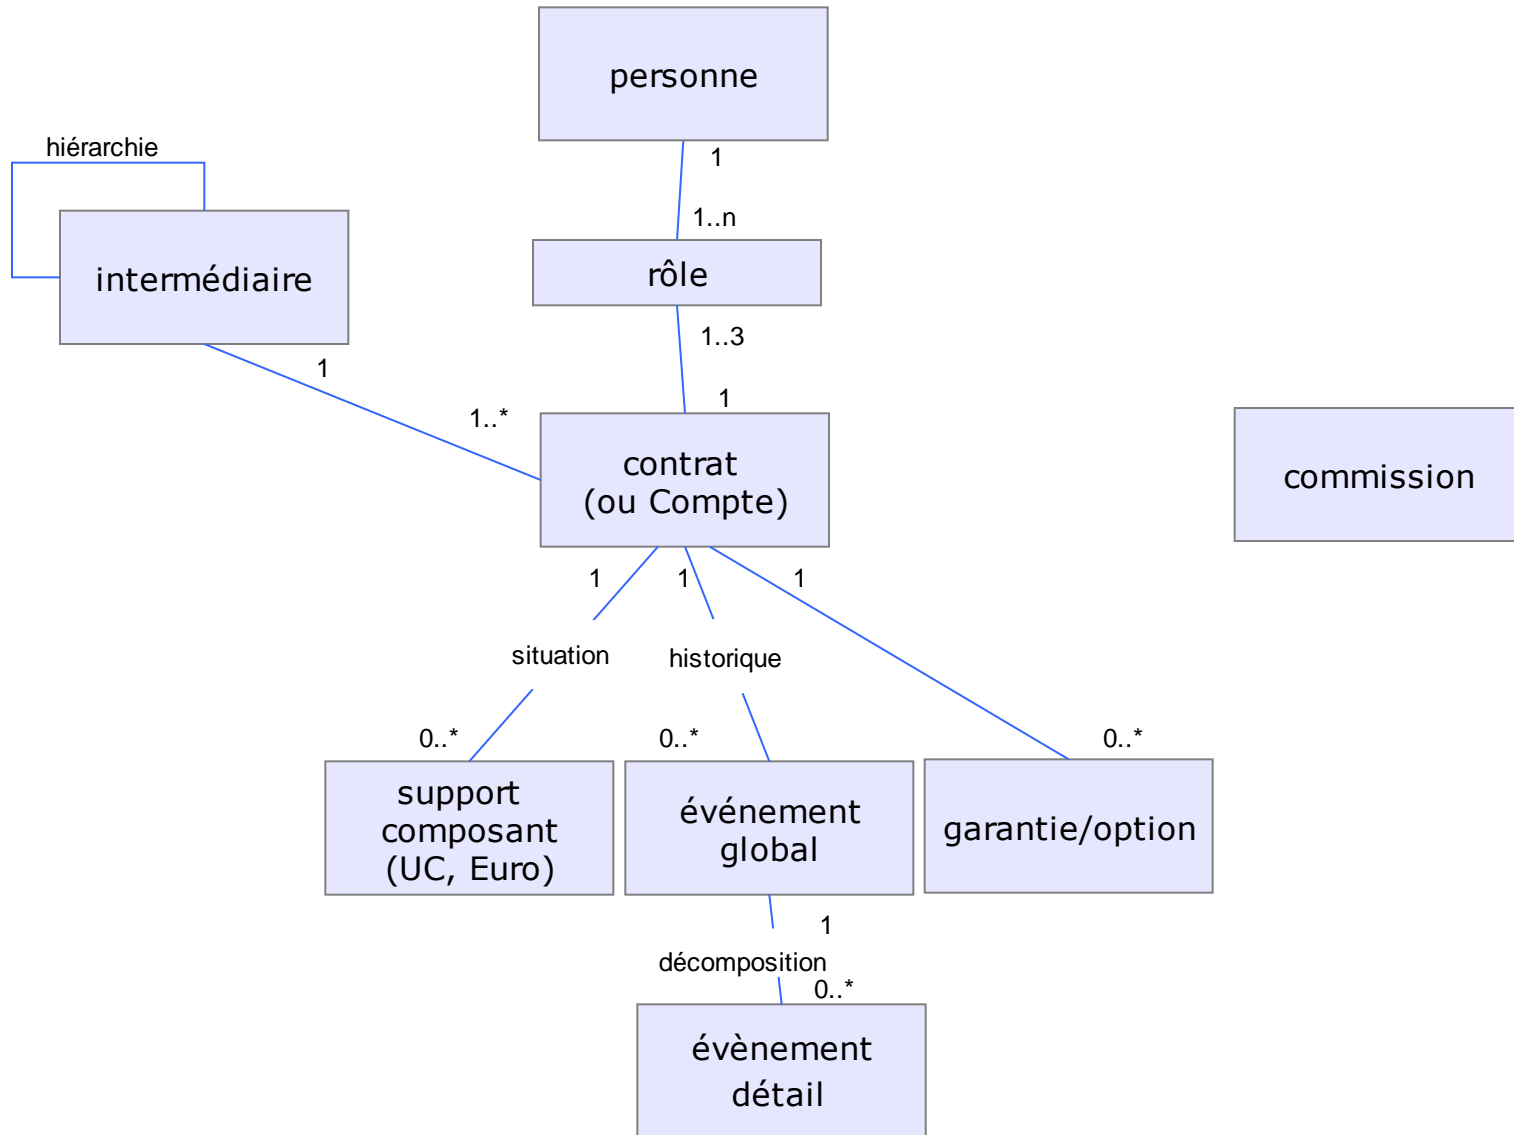 personne
hiérarchie
1
1..n
intermédiaire
rôle
1..3
1
1
1..*
contrat
(ou Compte)
commission
1
1
1
situation
historique
0..*
0..*
0..*
support
composant
(UC, Euro)
événement
global
garantie/option
1
décomposition
0..*
évènement
détail